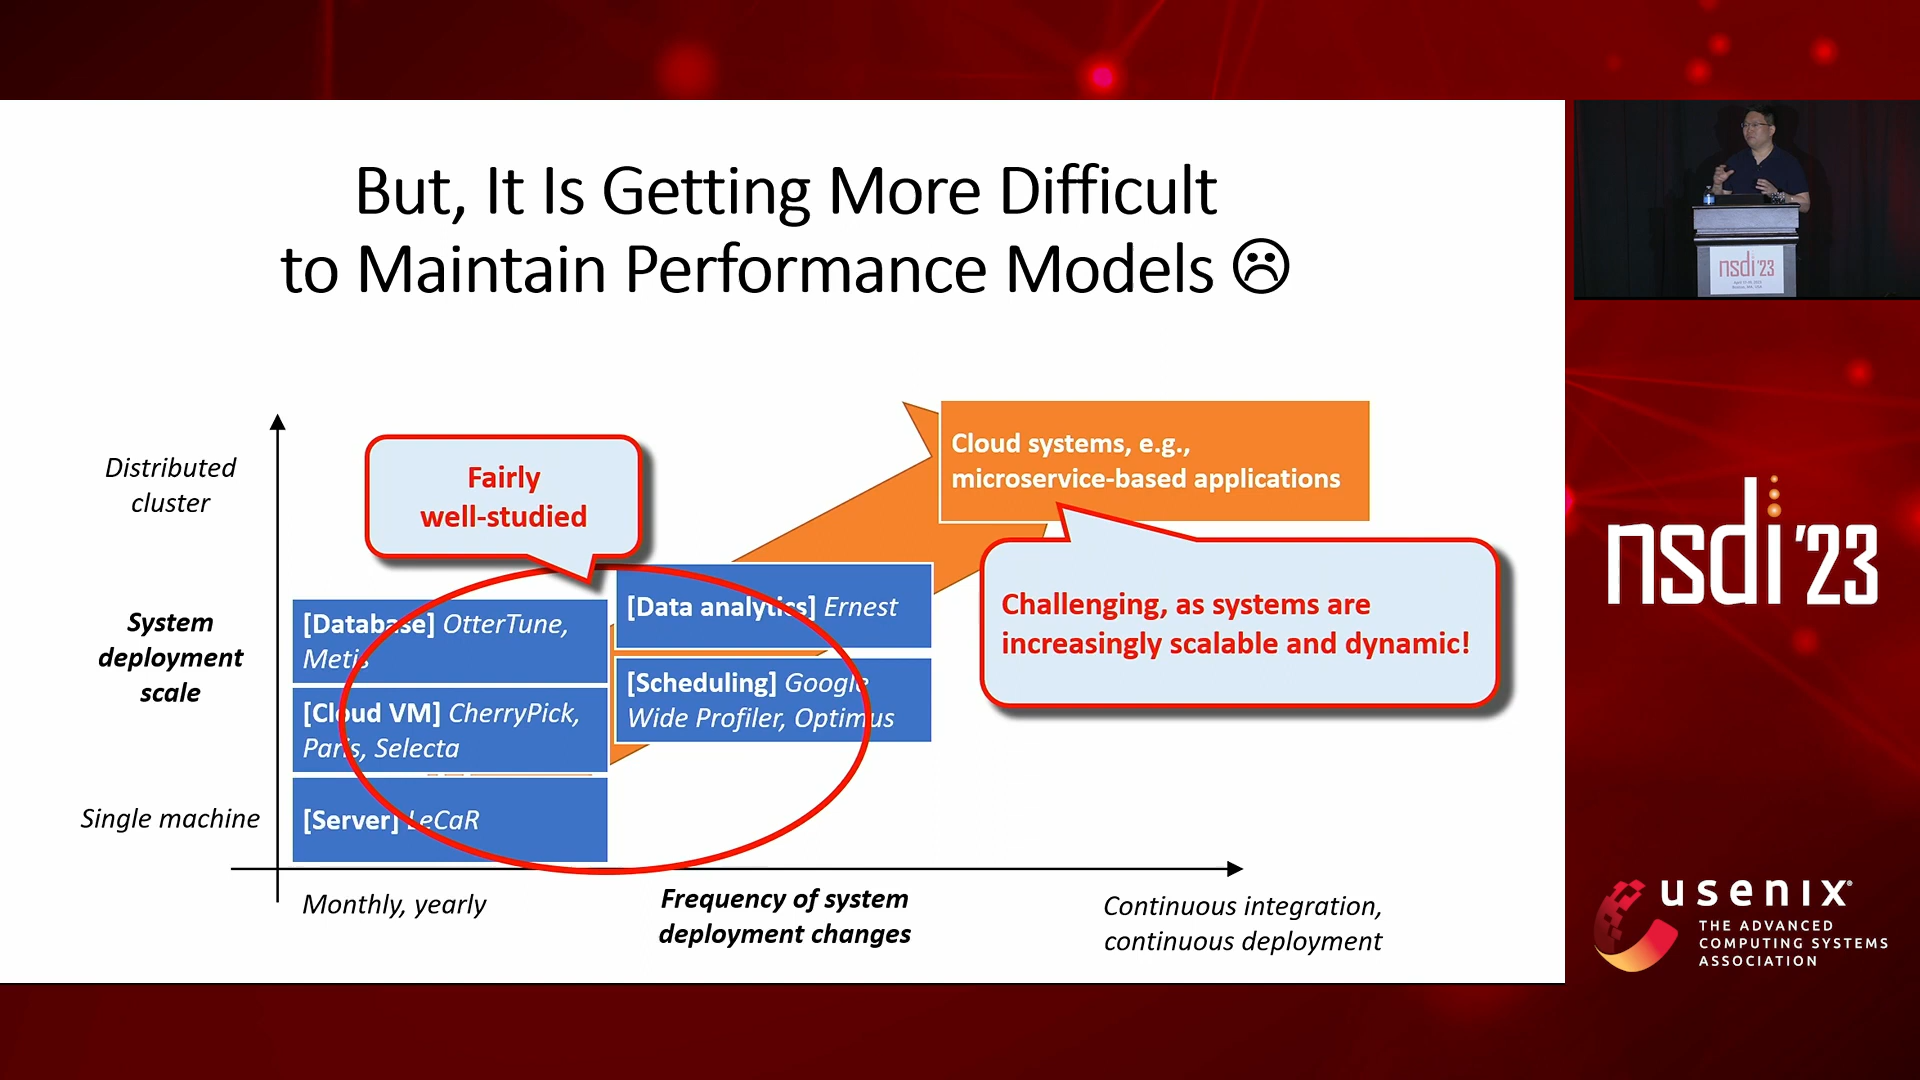 But, It Is Getting More Difficult
to Maintain Performance Models ☹
Distributed
cluster
System
deployment
scale
Single machine
Fairly
well-studied
Cloud systems, e.g.,
microservice-based applications
Challenging, as systems are
increasingly scalable and dynamic!
[Database] OtterTune,
Metis
[Cloud VM] CherryPick,
Paris, Selecta
[Server] LeCaR
[Data analytics] Ernest
[Scheduling] Google
Wide Profiler, Optimus
Monthly, yearly
Frequency of system
deployment changes
Continuous integration,
continuous deployment
nsdi '23
nsdi '23
usenix
THE ADVANCED
COMPUTING SYSTEMS
ASSOCIATION